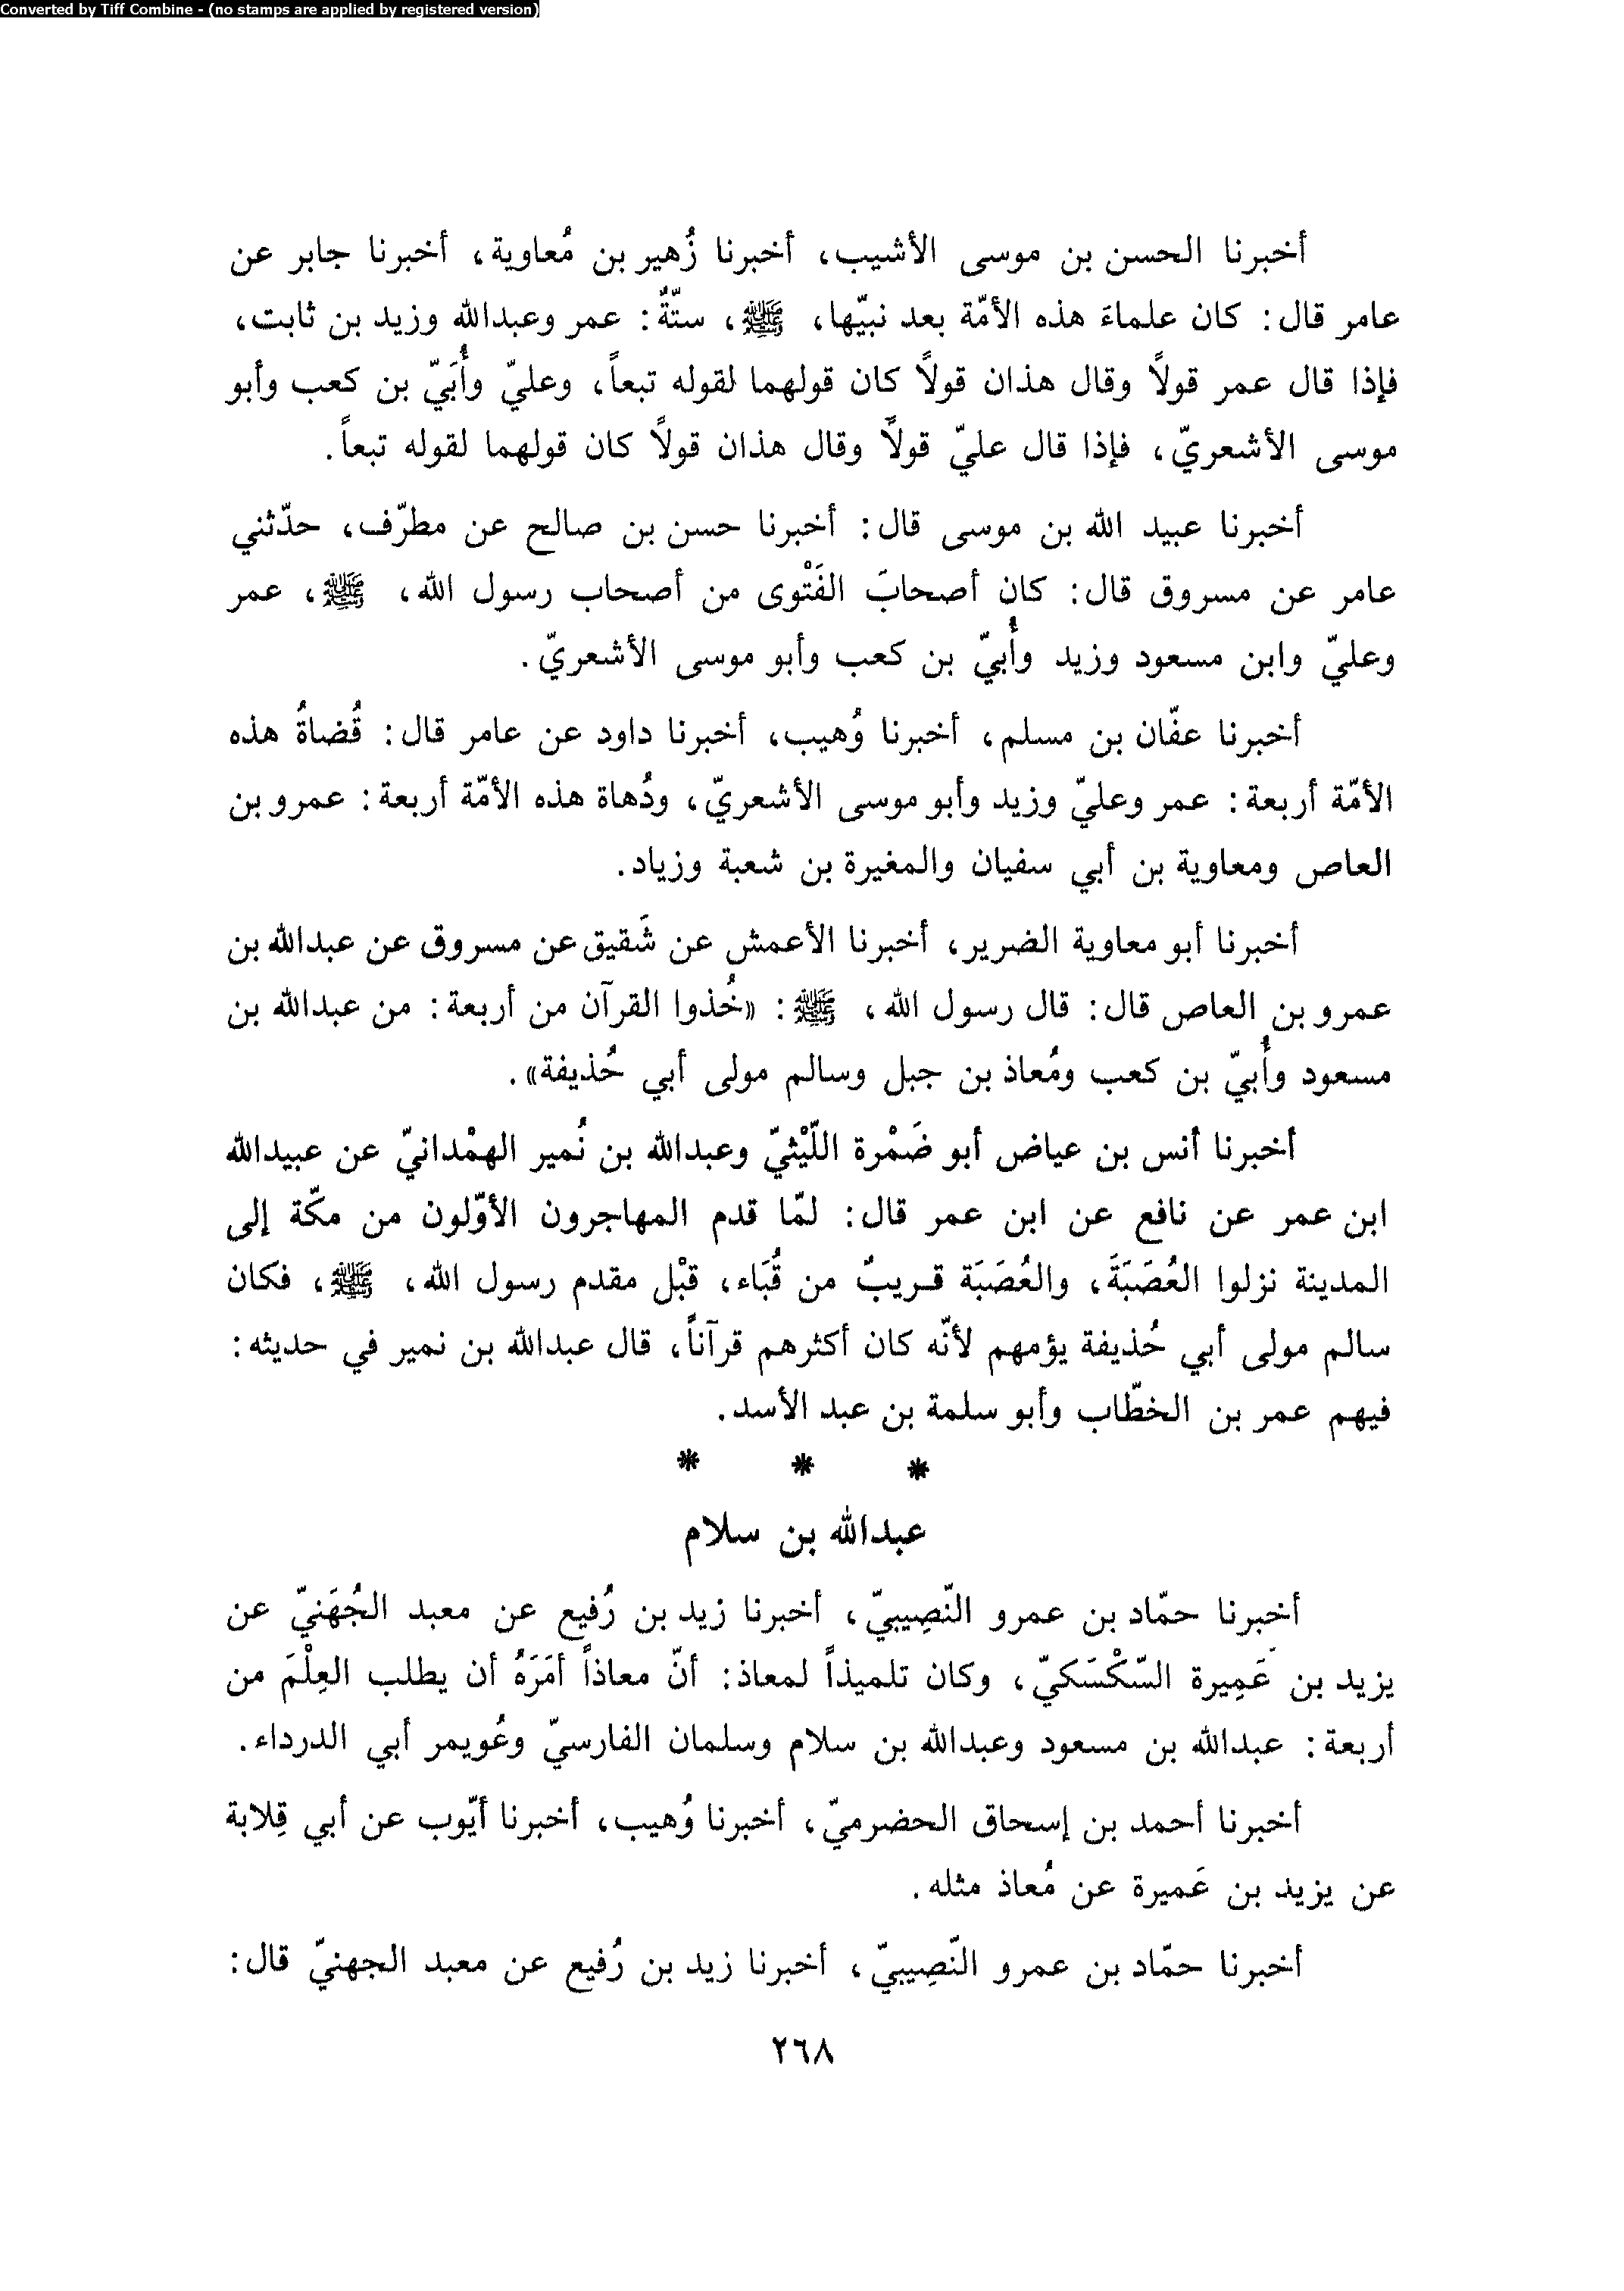 Converted by Tiff Combine - (no stamps are applied by registered version)
أخبرنا الحسن بن موسى الأشيب، أخبرنا زُهير بن مُعاوية، أخبرنا جابر عن
عامر قال: كان علماءَ هذه الأمّة بعد نبيّها، ﷺ، ستّةٌ: عمر وعبدالله وزيد بن ثابت،
فإذا قال عمر قولاً وقال هذان قولاً كان قولهما لقوله تبعاً، وعليّ وأُبَيّ بن كعب وأبو
موسى الأشعريّ، فإذا قال عليّ قولاً وقال هذان قولاً كان قولهما لقوله تبعاً.
أخبرنا عبيد الله بن موسى قال: أخبرنا حسن بن صالح عن مطرّف، حدّثني
عامر عن مسروق قال: كان أصحابَ الفَتْوى من أصحاب رسول الله، ﷺ، عمر
وعليّ وابن مسعود وزيد وأُبيّ بن كعب وأبو موسى الأشعريّ.
أخبرنا عفّان بن مسلم، أخبرنا وُهيب، أخبرنا داود عن عامر قال: قُضاةُ هذه
الأمّة أربعة: عمر وعليّ وزيد وأبو موسى الأشعريّ، ودُهاة هذه الأمّة أربعة: عمرو بن
العاص ومعاوية بن أبي سفيان والمغيرة بن شعبة وزياد.
أخبرنا أبو معاوية الضرير، أخبرنا الأعمش عن شَقيق عن مسروق عن عبدالله بن
عمرو بن العاص قال: قال رسول الله، ﷺ: «خُذوا القرآن من أربعة: من عبدالله بن
مسعود وأُبيّ بن كعب ومُعاذ بن جبل وسالم مولى أبي حُذيفة».
أخبرنا أنس بن عياض أبو ضَمْرة اللّيْثيّ وعبدالله بن نُمير الهمْدانيّ عن عبيدالله
ابن عمر عن نافع عن ابن عمر قال: لمّا قدم المهاجرون الأوّلون من مكّة إلى
المدينة نزلوا العُصَبَةَ، والعُصَبَة قريبٌ من قُبَاء، قبْل مقدم رسول الله، ﷺ، فكان
سالم مولى أبي حُذيفة يؤمهم لأنّه كان أكثرهم قرآناً، قال عبدالله بن نمير في حديثه:
فيهم عمر بن الخطّاب وأبو سلمة بن عبد الأسد.
* * *
عبدالله بن سلام
أخبرنا حمّاد بن عمرو النّصِيبيّ، أخبرنا زيد بن رُفيع عن معبد الجُهَنيّ عن
يزيد بن عَمِيرة السّكْسَكيّ، وكان تلميذاً لمعاذ: أنّ معاذاً أمَرَهُ أن يطلب العِلْمَ من
أربعة: عبدالله بن مسعود وعبدالله بن سلام وسلمان الفارسيّ وعُويمر أبي الدرداء.
أخبرنا أحمد بن إسحاق الحضرميّ، أخبرنا وُهيب، أخبرنا أيّوب عن أبي قِلابة
عن يزيد بن عَميرة عن مُعاذ مثله.
أخبرنا حمّاد بن عمرو النّصِيبيّ، أخبرنا زيد بن رُفيع عن معبد الجهنيّ قال:
٢٦٨